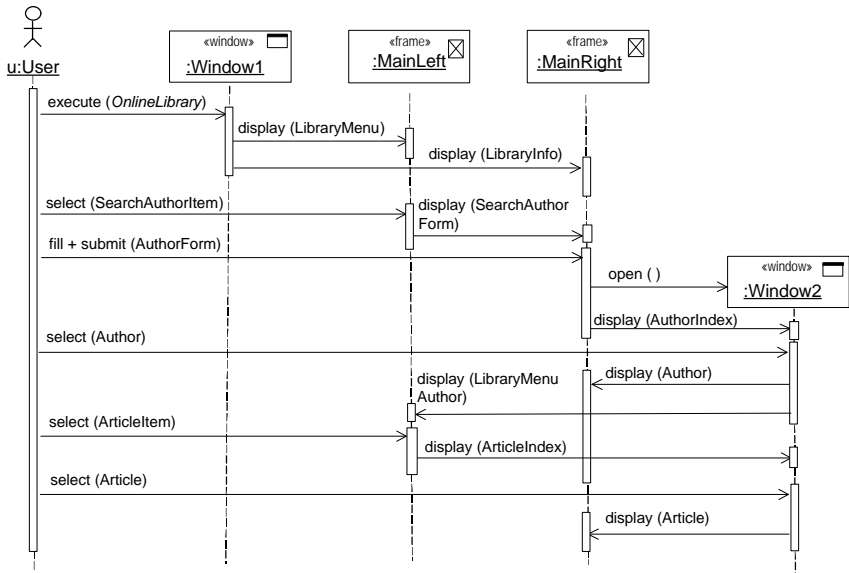 «window»
«frame»
«frame»
u:User
:Window1
:MainLeft
:MainRight
execute (OnlineLibrary)
display (LibraryMenu)
display (LibraryInfo)
select (SearchAuthorItem)
display (SearchAuthor
Form)
fill + submit (AuthorForm)
«window»
open ( )
:Window2
display (AuthorIndex)
select (Author)
display (Author)
display (LibraryMenu
Author)
select (ArticleItem)
display (ArticleIndex)
select (Article)
display (Article)